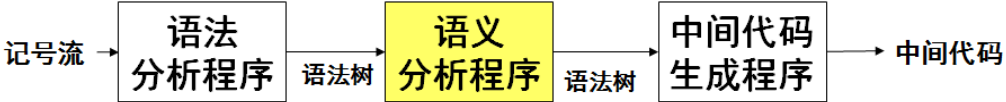 记号流
语法
分析程序
语法树
语义
分析程序
语法树
中间代码
生成程序
中间代码